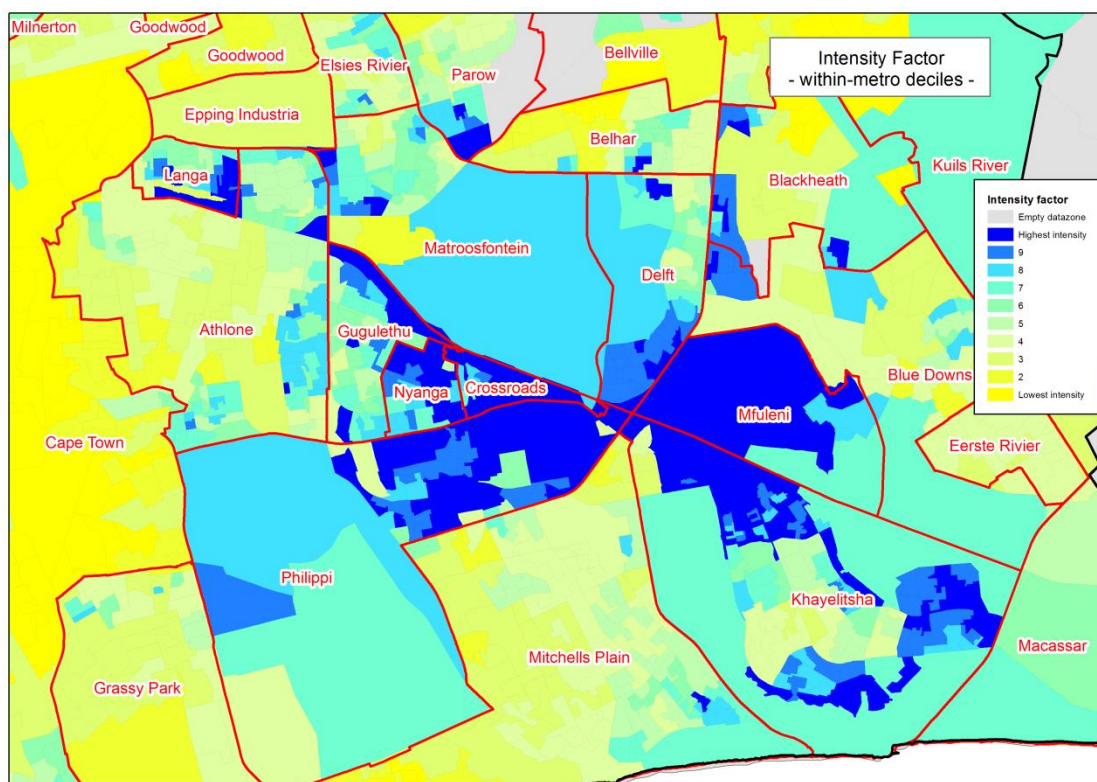 Milnerton
Goodwood
Goodwood
Elsies Rivier
Parow
Bellville
Intensity Factor
- within-metro deciles -
Epping Industria
Belhar
Langa
Blackheath
Kuils River
Intensity factor
Empty datazone
Highest intensity
9
8
7
6
5
4
3
2
Lowest intensity
Matroosfontein
Delft
Athlone
Gugulethu
Nyanga
Crossroads
Blue Downs
Mfuleni
Cape Town
Eerste Rivier
Philippi
Khayelitsha
Macassar
Mitchells Plain
Grassy Park